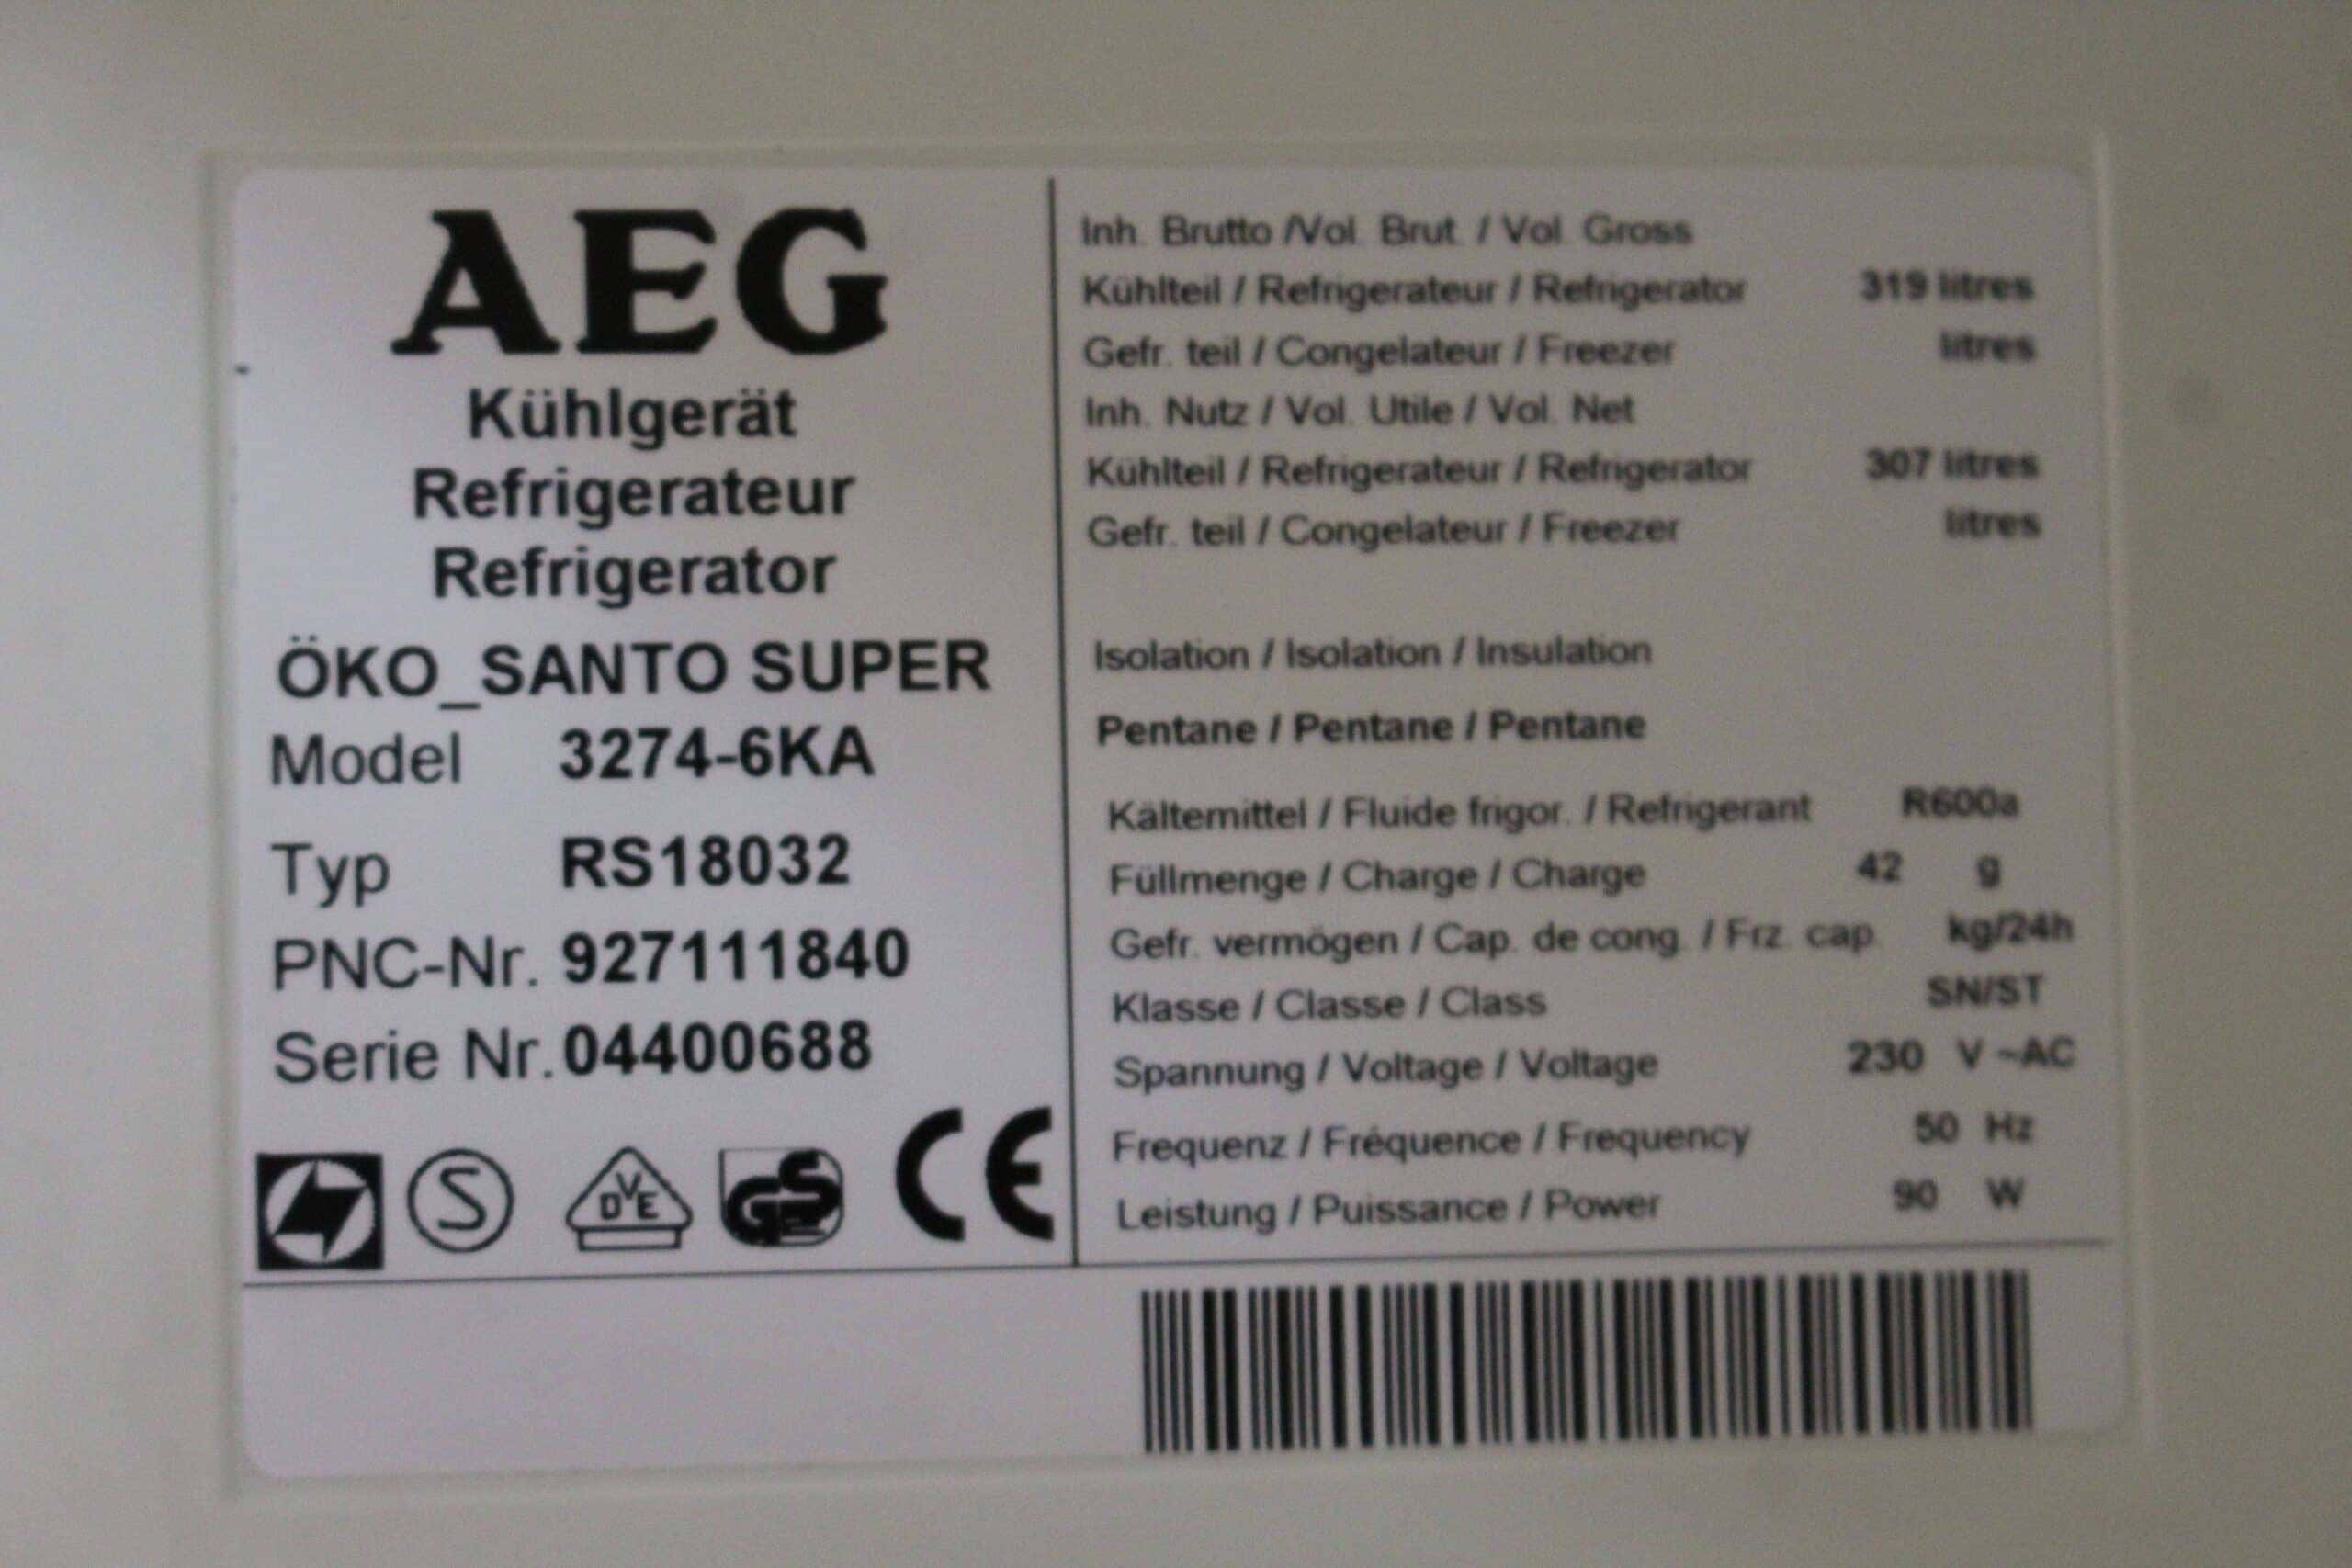 AEG
Kühlgerät
Refrigerateur
Refrigerator
ÖKO_SANTO SUPER
Model 3274-6KA
Typ RS18032
PNC-Nr. 927111840
Serie Nr. 04400688
S
DVE
GS
CE
Inh. Brutto /Vol. Brut. / Vol. Gross
Kühlteil / Refrigerateur / Refrigerator 319 litres
Gefr. teil / Congelateur / Freezer litres
Inh. Nutz / Vol. Utile / Vol. Net
Kühlteil / Refrigerateur / Refrigerator 307 litres
Gefr. teil / Congelateur / Freezer litres
Isolation / Isolation / Insulation
Pentane / Pentane / Pentane
Kältemittel / Fluide frigor. / Refrigerant R600a
Füllmenge / Charge / Charge 42 g
Gefr. vermögen / Cap. de cong. / Frz. cap. kg/24h
Klasse / Classe / Class SN/ST
Spannung / Voltage / Voltage 230 V ~AC
Frequenz / Fréquence / Frequency 50 Hz
Leistung / Puissance / Power 90 W